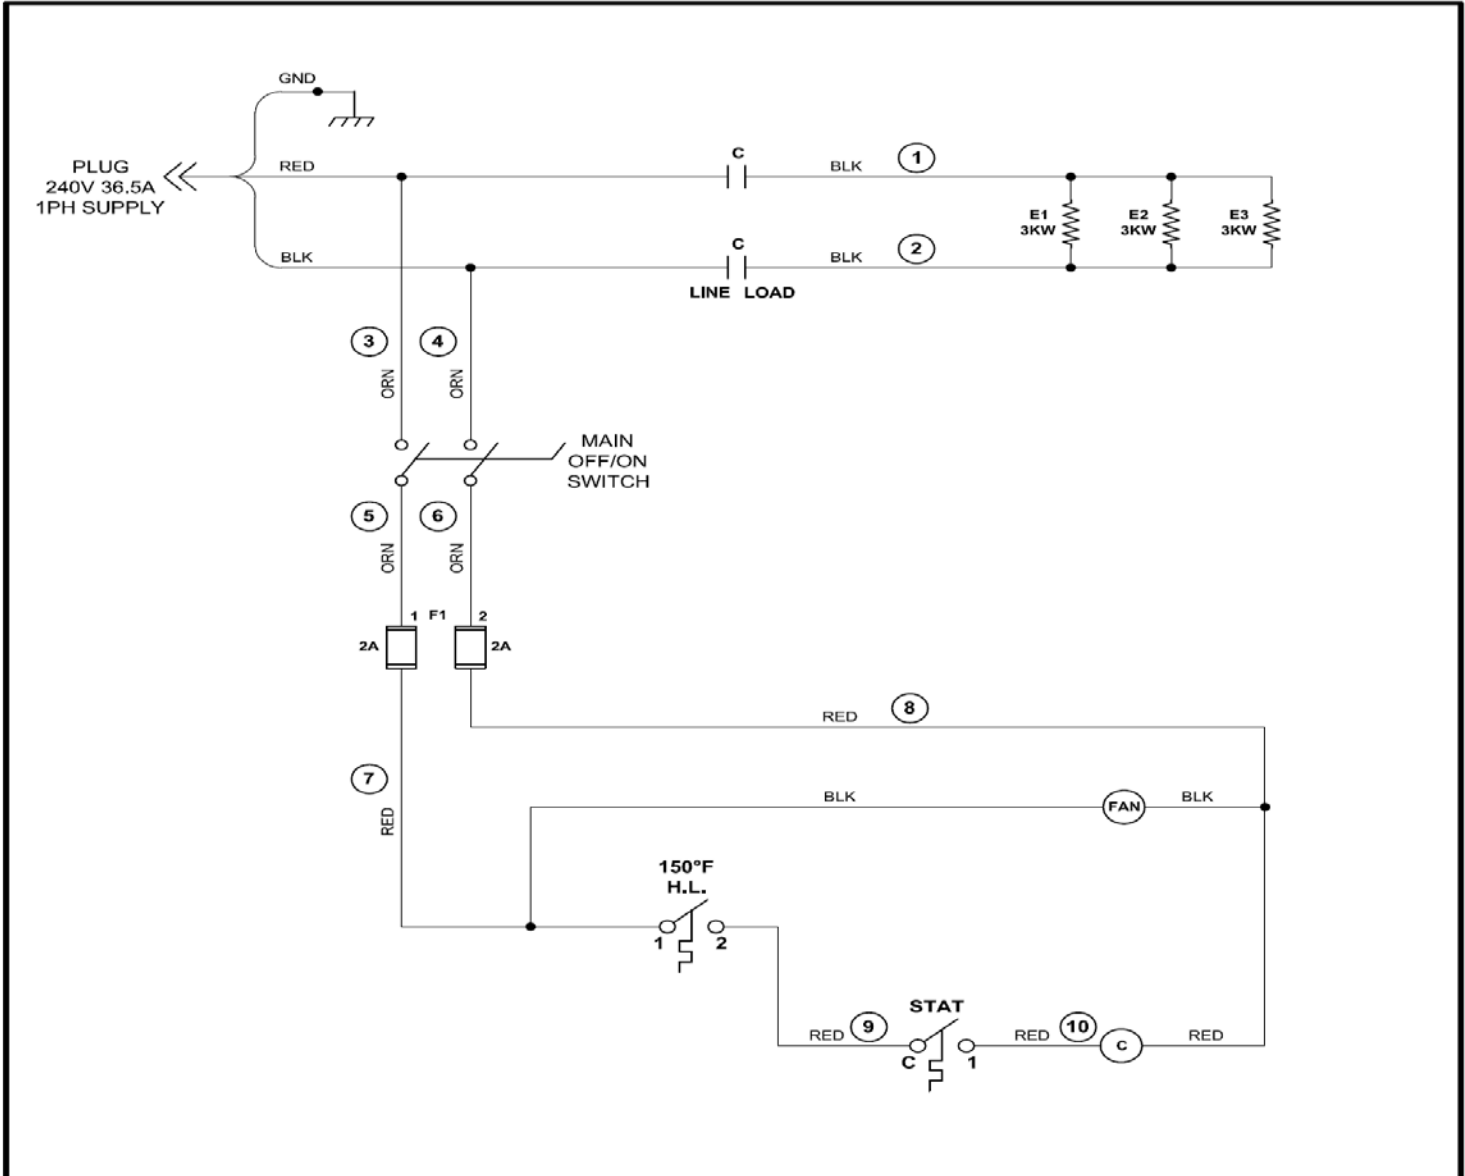 GND
PLUG
240V 36.5A
1PH SUPPLY
RED
C
BLK
1
E1
3KW
E2
3KW
E3
3KW
BLK
C
BLK
2
LINE LOAD
3
4
ORN
ORN
MAIN
OFF/ON
SWITCH
5
6
ORN
ORN
1 F1 2
2A
2A
RED
8
7
RED
BLK
FAN
BLK
150°F
H.L.
1
2
STAT
RED
9
C
1
RED
10
C
RED